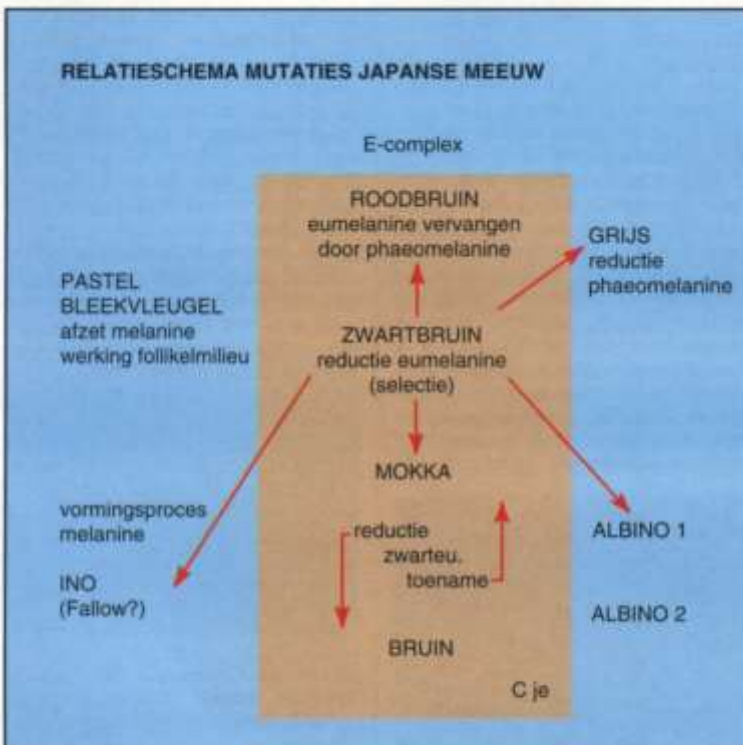 RELATIESCHEMA MUTATIES JAPANSE MEEUW
E-complex
ROODBRUIN
eumelanine vervangen
door phaeomelanine
GRIJS
reductie
phaeomelanine
PASTEL
BLEEKVLEUGEL
afzet melanine
werking follikelmilieu
ZWARTBRUIN
reductie eumelanine
(selectie)
MOKKA
vormingsproces
melanine
reductie
zwarteu.
toename
ALBINO 1
INO
(Fallow?)
ALBINO 2
BRUIN
C je